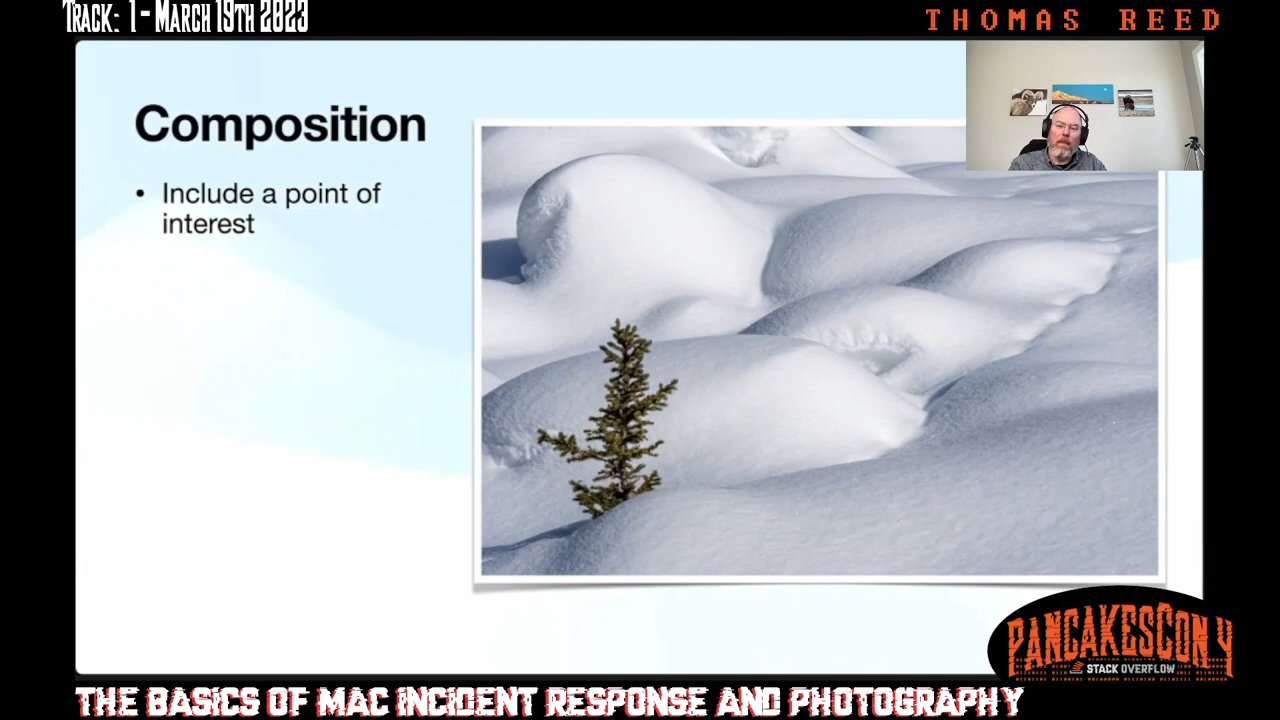 Track: 1 - March 19th 2023
THOMAS REED
Composition
• Include a point of
interest
PANCAKESCON 4
STACK OVERFLOW
THE BASICS OF MAC INCIDENT RESPONSE AND PHOTOGRAPHY